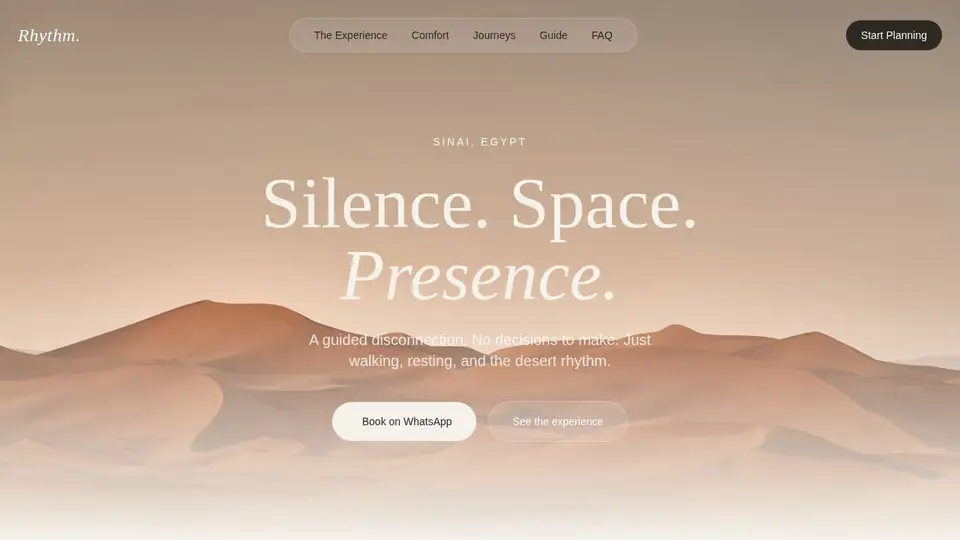 Rhythm.
The Experience
Comfort
Journeys
Guide
FAQ
Start Planning
SINAI, EGYPT
Silence. Space.
Presence.
A guided disconnection. No decisions to make. Just
walking, resting, and the desert rhythm.
Book on WhatsApp
See the experience